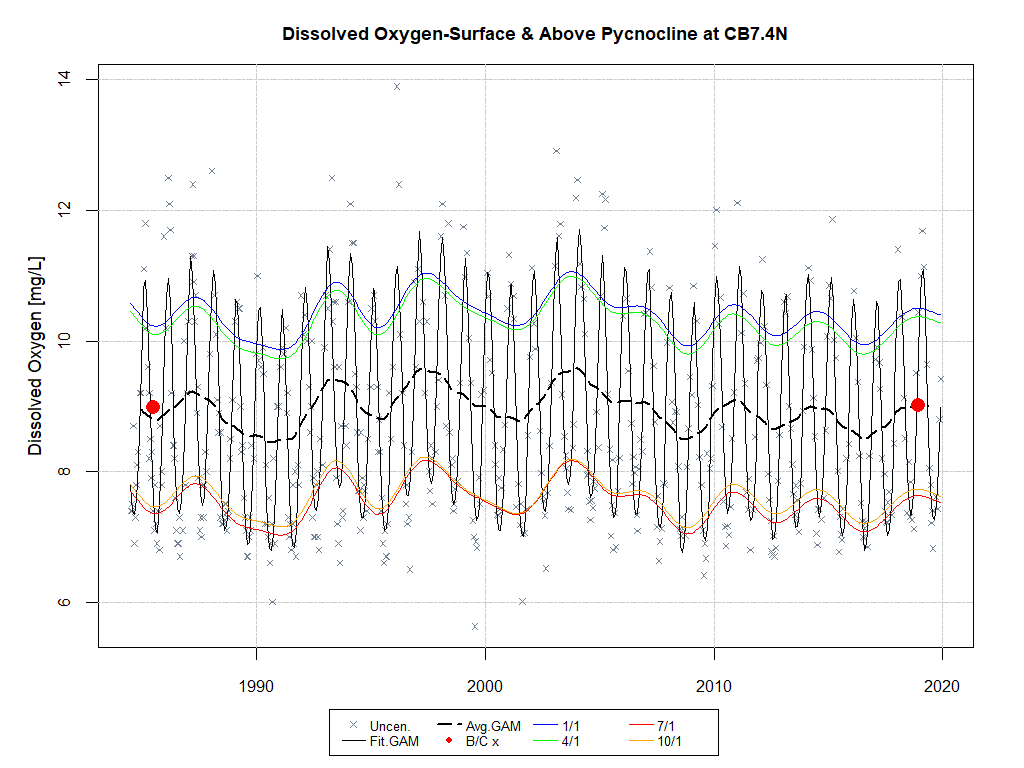 Dissolved Oxygen-Surface & Above Pycnocline at CB7.4N
Dissolved Oxygen [mg/L]
14
12
10
8
6
1990 2000 2010 2020
Uncen. Avg.GAM 1/1 7/1
Fit.GAM B/C x 4/1 10/1